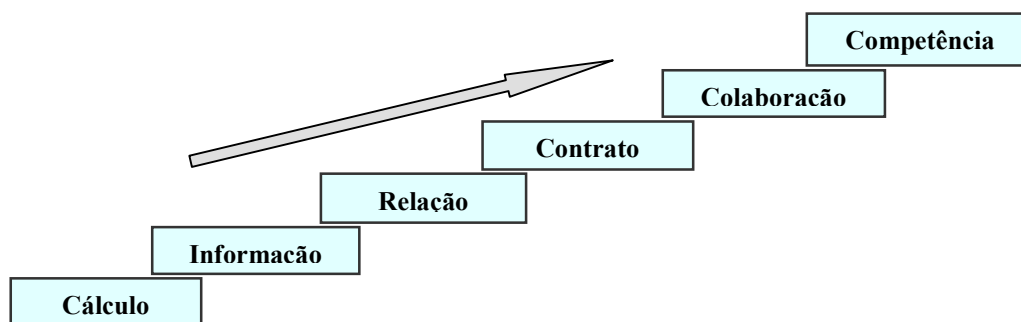 Competência
Colaboracão
Contrato
Relação
Informacão
Cálculo